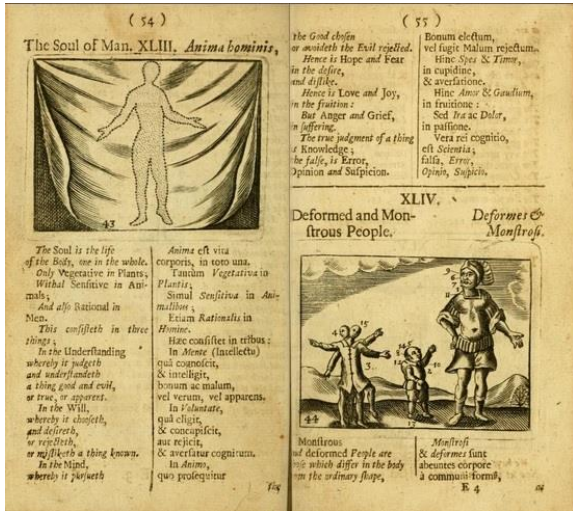 ( 54 )
The Soul of Man. XLIII. Anima hominis,
43
The Soul is the life
of the Body, one in the whole.
Only Vegetative in Plants;
Withal Senſitive in Ani-
mals;
And alſo Rational in
Men.
This conſiſteth in three
things;
In the Underſtanding
whereby it judgeth
and underſtandeth
a thing good and evil,
or true, or apparent.
In the Will,
whereby it chooſeth,
and deſireth,
or rejecteth,
or miſliketh a thing known.
In the Mind,
whereby it purſueth
Anima eſt vita
corporis, in toto una.
Tantùm Vegetativa in
Plantis;
Simul Senſitiva in Ani-
malibus;
Etiam Rationalis in
Homine.
Hæc conſiſtet in tribus:
In Mente (Intellectu)
quâ cognoſcit,
& intelligit,
bonum ac malum,
vel verum, vel apparens.
In Voluntate,
quâ eligit,
& concupiſcit,
aut rejicit,
& averſatur cognitum.
In Animo,
quo proſequitur
( 55 )
the Good choſen
or avoideth the Evil rejected.
Hence is Hope and Fear
in the deſire,
and diſlike.
Hence is Love and Joy,
in the fruition:
But Anger and Grief,
in ſuffering.
The true judgment of a thing
Knowledge;
the falſe, is Error,
Opinion and Suſpicion.
Bonum electum,
vel fugit Malum rejectum.
Hinc Spes & Timor,
in cupidine,
& averſatione.
Hinc Amor & Gaudium,
in fruitione:
Sed Ira ac Dolor,
in paſſione.
Vera rei cognitio,
eſt Scientia;
falſa, Error,
Opinio, Suſpicio.
XLIV.
Deformed and Mon-
ſtrous People.
Deformes &
Monſtroſi.
44
Monſtrous
and deformed People are
which differ in the body
the ordinary ſhape,
Monſtroſi
& deformes ſunt
abeuntes corpore
à communi formâ,
E 4